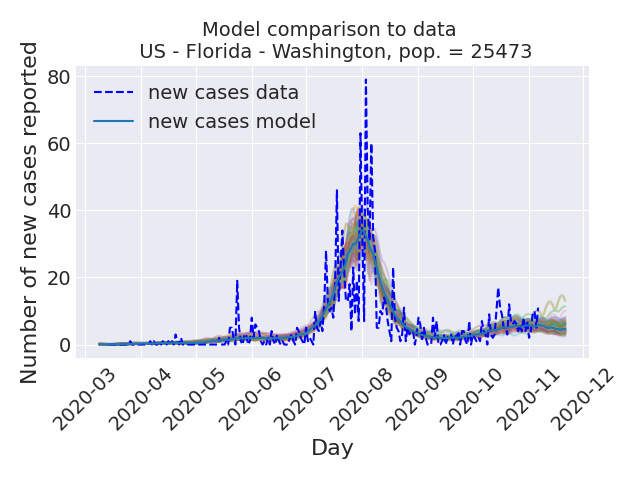 Model comparison to data
US - Florida - Washington, pop. = 25473
Number of new cases reported
80
60
40
20
0
new cases data
new cases model
2020-03
2020-04
2020-05
2020-06
2020-07
2020-08
2020-09
2020-10
2020-11
2020-12
Day